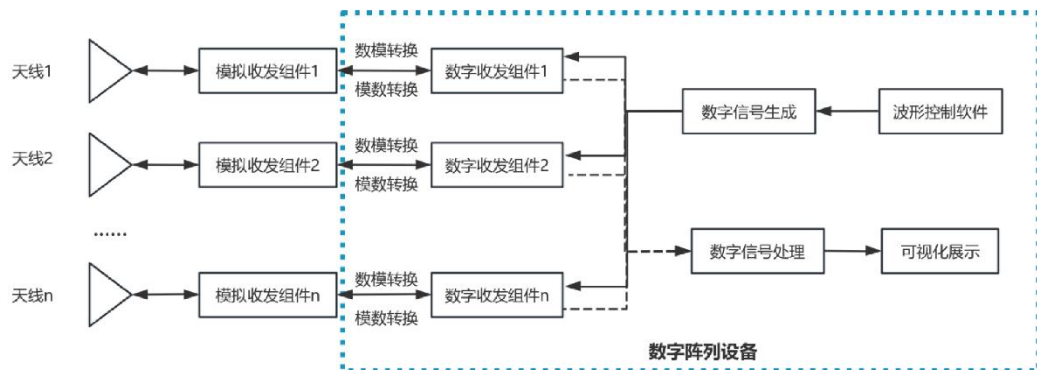 天线1
模拟收发组件1
数模转换
模数转换
数字收发组件1
数字信号生成
波形控制软件
天线2
模拟收发组件2
数模转换
模数转换
数字收发组件2
......
数字信号处理
可视化展示
天线n
模拟收发组件n
数模转换
模数转换
数字收发组件n
数字阵列设备